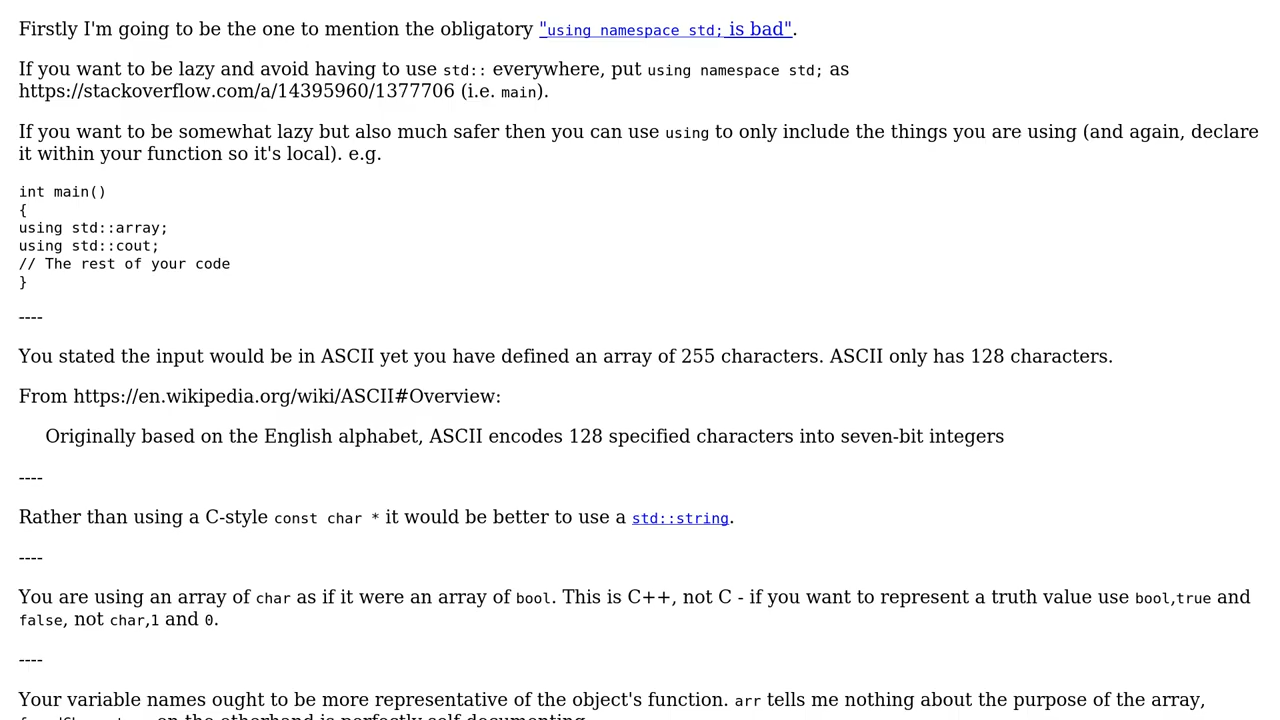 Firstly I'm going to be the one to mention the obligatory "using namespace std; is bad".
If you want to be lazy and avoid having to use std:: everywhere, put using namespace std; as
https://stackoverflow.com/a/14395960/1377706 (i.e. main).
If you want to be somewhat lazy but also much safer then you can use using to only include the things you are using (and again, declare
it within your function so it's local). e.g.
int main()
{
using std::array;
using std::cout;
// The rest of your code
}
----
You stated the input would be in ASCII yet you have defined an array of 255 characters. ASCII only has 128 characters.
From https://en.wikipedia.org/wiki/ASCII#Overview:
Originally based on the English alphabet, ASCII encodes 128 specified characters into seven-bit integers
----
Rather than using a C-style const char * it would be better to use a std::string.
----
You are using an array of char as if it were an array of bool. This is C++, not C - if you want to represent a truth value use bool,true and
false, not char,1 and 0.
----
Your variable names ought to be more representative of the object's function. arr tells me nothing about the purpose of the array,
on the otherhand is perfectly self documenting